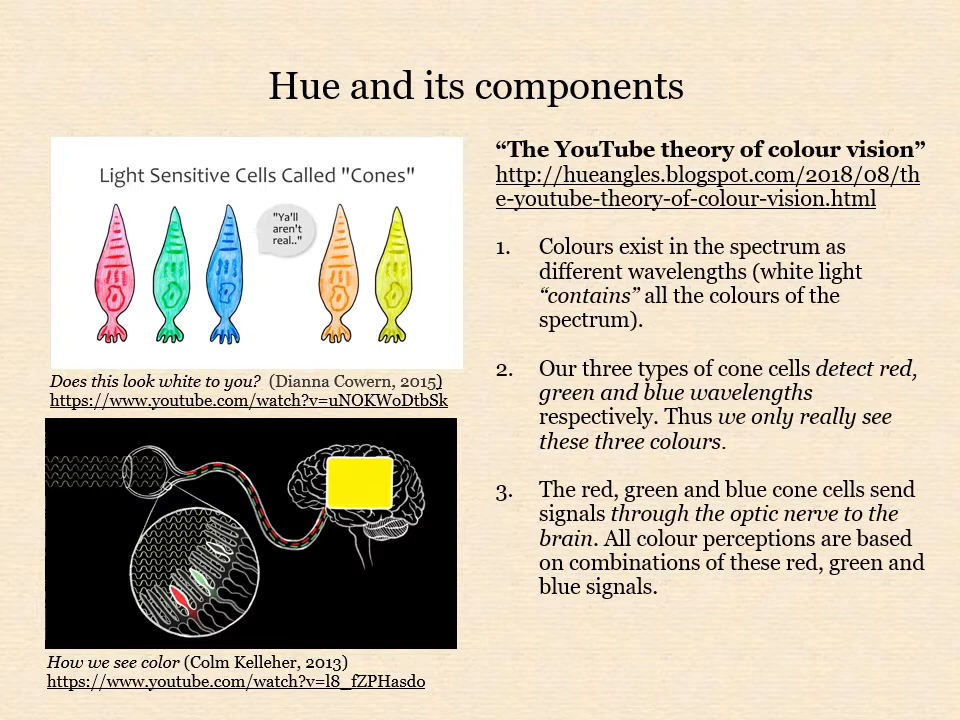 Hue and its components
Light Sensitive Cells Called "Cones"
"Ya'll
aren't
real.."
Does this look white to you?  (Dianna Cowern, 2015)
https://www.youtube.com/watch?v=uNOKWoDtbSk
How we see color (Colm Kelleher, 2013)
https://www.youtube.com/watch?v=l8_fZPHasdo
“The YouTube theory of colour vision”
http://hueangles.blogspot.com/2018/08/th
e-youtube-theory-of-colour-vision.html
1. Colours exist in the spectrum as
different wavelengths (white light
“contains” all the colours of the
spectrum).
2. Our three types of cone cells detect red,
green and blue wavelengths
respectively. Thus we only really see
these three colours.
3. The red, green and blue cone cells send
signals through the optic nerve to the
brain. All colour perceptions are based
on combinations of these red, green and
blue signals.